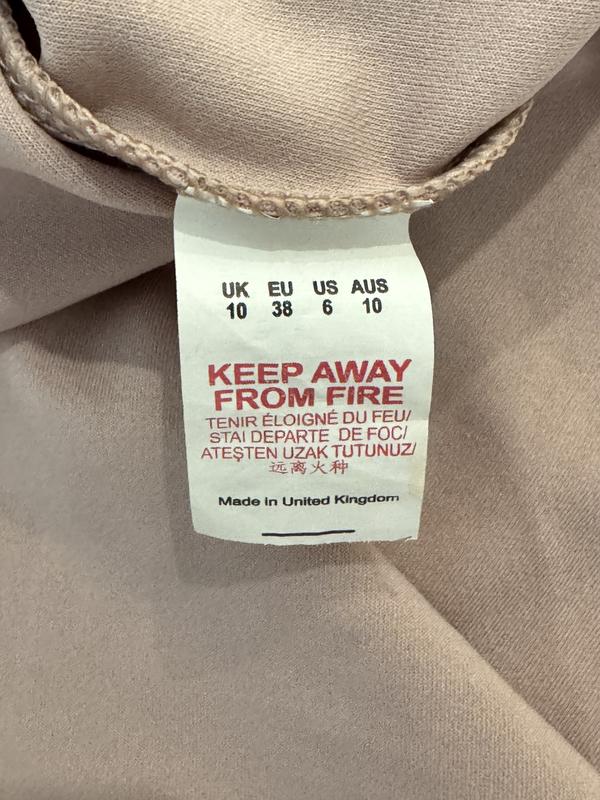 UK EU US AUS
10 38 6 10
KEEP AWAY
FROM FIRE
TENIR ÉLOIGNÉ DU FEU/
STAI DEPARTE DE FOC/
ATEŞTEN UZAK TUTUNUZ/
远离火种
Made in United Kingdom